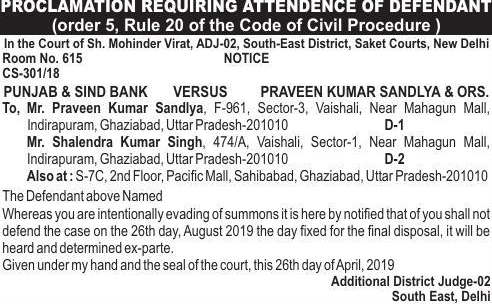 PROCLAMATION REQUIRING ATTENDENCE OF DEFENDANT
(order 5, Rule 20 of the Code of Civil Procedure )
In the Court of Sh. Mohinder Virat, ADJ-02, South-East District, Saket Courts, New Delhi
Room No. 615 NOTICE
CS-301/18
PUNJAB & SIND BANK VERSUS PRAVEEN KUMAR SANDLYA & ORS.
To, Mr. Praveen Kumar Sandlya, F-961, Sector-3, Vaishali, Near Mahagun Mall,
Indirapuram, Ghaziabad, Uttar Pradesh-201010 D-1
Mr. Shalendra Kumar Singh, 474/A, Vaishali, Sector-1, Near Mahagun Mall,
Indirapuram, Ghaziabad, Uttar Pradesh-201010 D-2
Also at : S-7C, 2nd Floor, Pacific Mall, Sahibabad, Ghaziabad, Uttar Pradesh-201010
The Defendant above Named
Whereas you are intentionally evading of summons it is here by notified that of you shall not
defend the case on the 26th day, August 2019 the day fixed for the final disposal, it will be
heard and determined ex-parte.
Given under my hand and the seal of the court, this 26th day of April, 2019
Additional District Judge-02
South East, Delhi